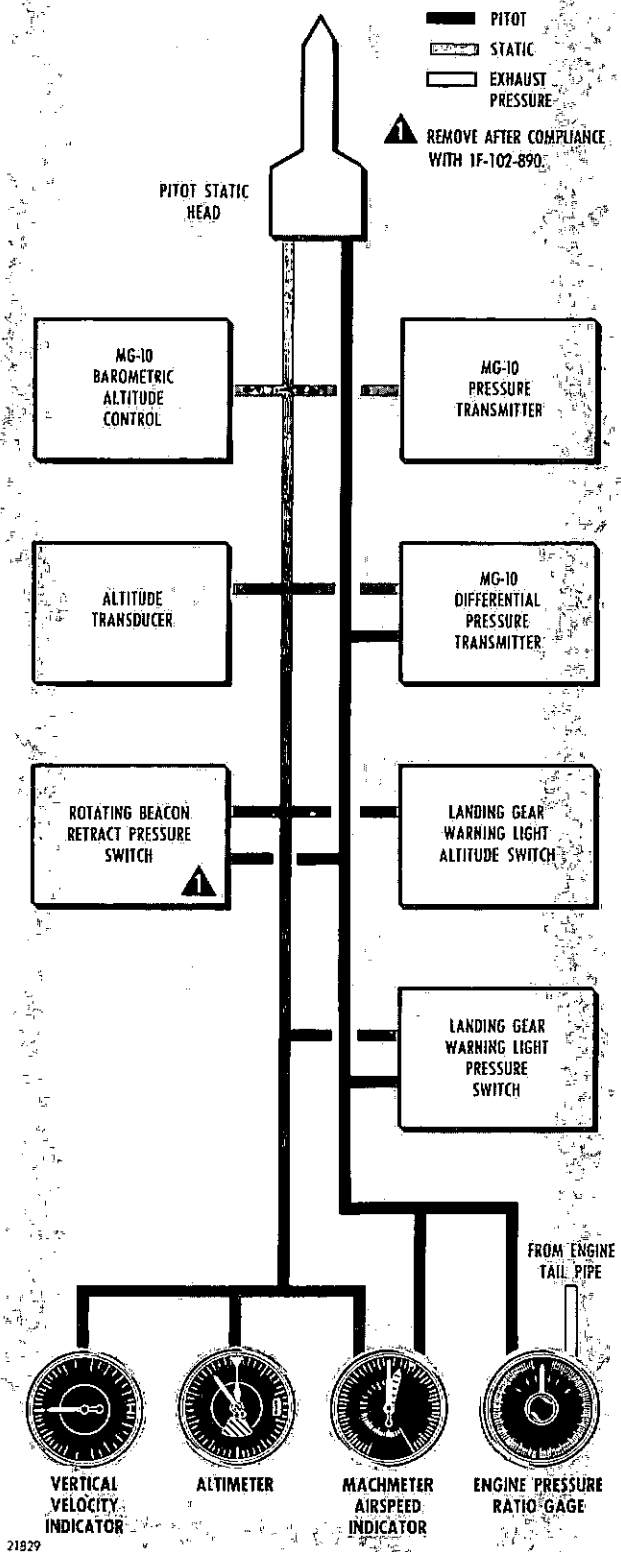 PITOT
STATIC
EXHAUST
PRESSURE
1 REMOVE AFTER COMPLIANCE
WITH 1F-102-890.
PITOT STATIC
HEAD
MG-10
BAROMETRIC
ALTITUDE
CONTROL
MG-10
PRESSURE
TRANSMITTER
ALTITUDE
TRANSDUCER
MG-10
DIFFERENTIAL
PRESSURE
TRANSMITTER
ROTATING BEACON
RETRACT PRESSURE
SWITCH
1
LANDING GEAR
WARNING LIGHT
ALTITUDE SWITCH
LANDING GEAR
WARNING LIGHT
PRESSURE
SWITCH
FROM ENGINE
TAIL PIPE
VERTICAL
VELOCITY
INDICATOR
ALTIMETER
MACHMETER
AIRSPEED
INDICATOR
ENGINE PRESSURE
RATIO GAGE
21829